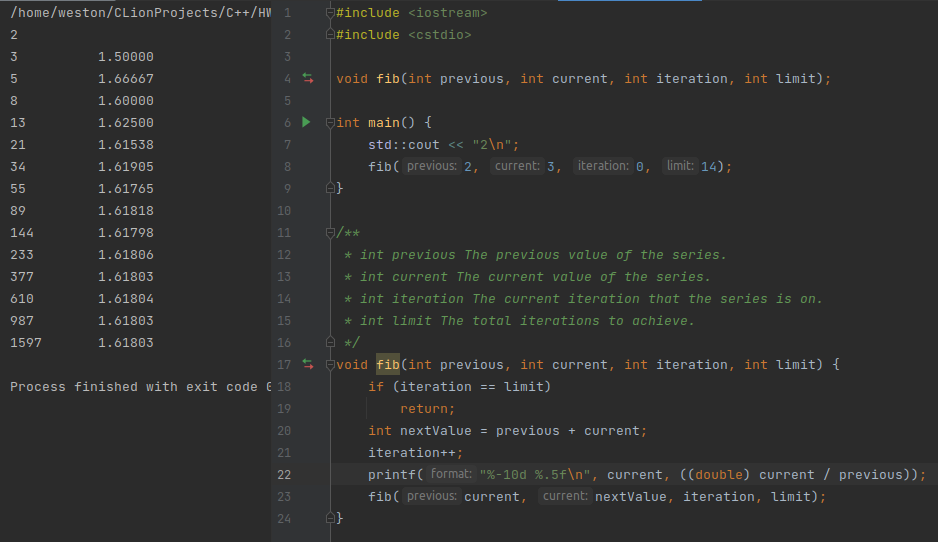 /home/weston/CLionProjects/C++/HW
2
3 1.50000
5 1.66667
8 1.60000
13 1.62500
21 1.61538
34 1.61905
55 1.61765
89 1.61818
144 1.61798
233 1.61806
377 1.61803
610 1.61804
987 1.61803
1597 1.61803
Process finished with exit code 0
1 #include <iostream>
2 #include <cstdio>
3
4 void fib(int previous, int current, int iteration, int limit);
5
6 int main() {
7 std::cout << "2\n";
8 fib( previous: 2, current: 3, iteration: 0, limit: 14);
9 }
10
11 /**
12 * int previous The previous value of the series.
13 * int current The current value of the series.
14 * int iteration The current iteration that the series is on.
15 * int limit The total iterations to achieve.
16 */
17 void fib(int previous, int current, int iteration, int limit) {
18 if (iteration == limit)
19 return;
20 int nextValue = previous + current;
21 iteration++;
22 printf( format: "%-10d %.5f\n", current, ((double) current / previous));
23 fib( previous: current, current: nextValue, iteration, limit);
24 }